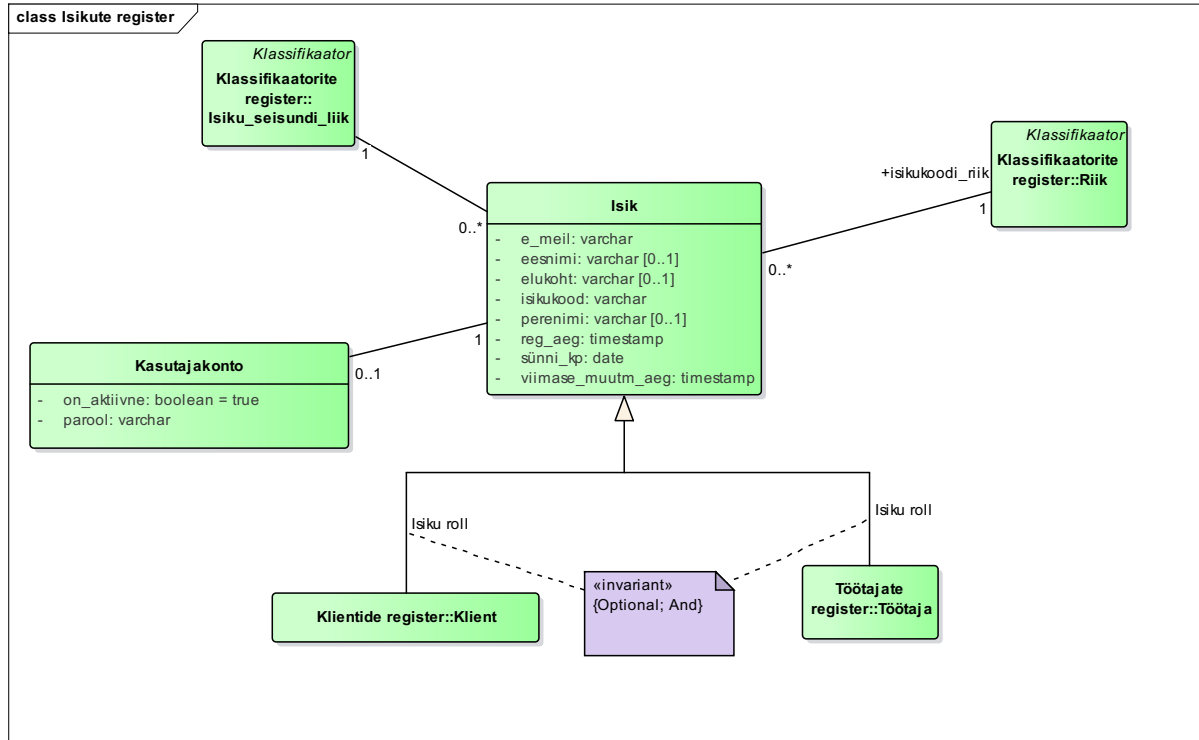 class Isikute register
Klassifikaator
Klassifikaatorite
register::
Isiku_seisundi_liik
1
0..*
Klassifikaator
Klassifikaatorite
register::Riik
+isikukoodi_riik
1
0..*
Isik
- e_meil: varchar
- eesnimi: varchar [0..1]
- elukoht: varchar [0..1]
- isikukood: varchar
- perenimi: varchar [0..1]
- reg_aeg: timestamp
- sünni_kp: date
- viimase_muutm_aeg: timestamp
1
0..1
Kasutajakonto
- on_aktiivne: boolean = true
- parool: varchar
Isiku roll
Isiku roll
«invariant»
{Optional; And}
Klientide register::Klient
Töötajate
register::Töötaja